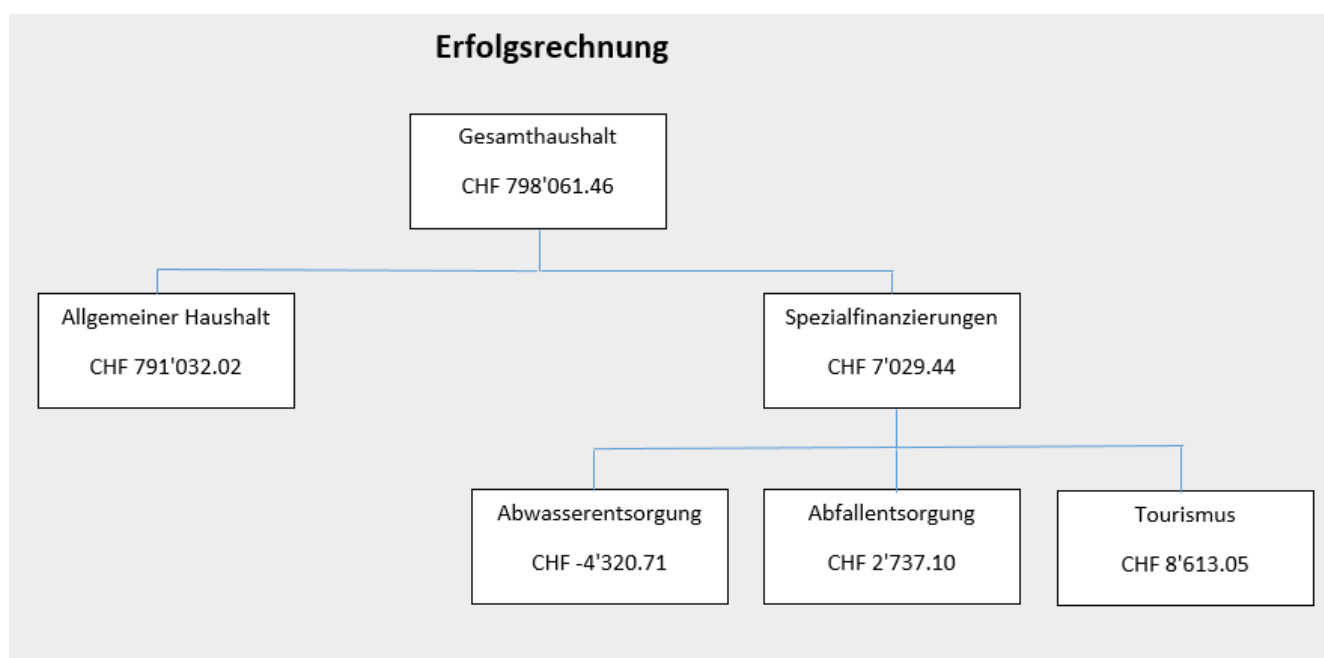 Erfolgsrechnung
Gesamthaushalt
CHF 798'061.46
Allgemeiner Haushalt
CHF 791'032.02
Spezialfinanzierungen
CHF 7'029.44
Abwasserentsorgung
CHF -4'320.71
Abfallentsorgung
CHF 2'737.10
Tourismus
CHF 8'613.05